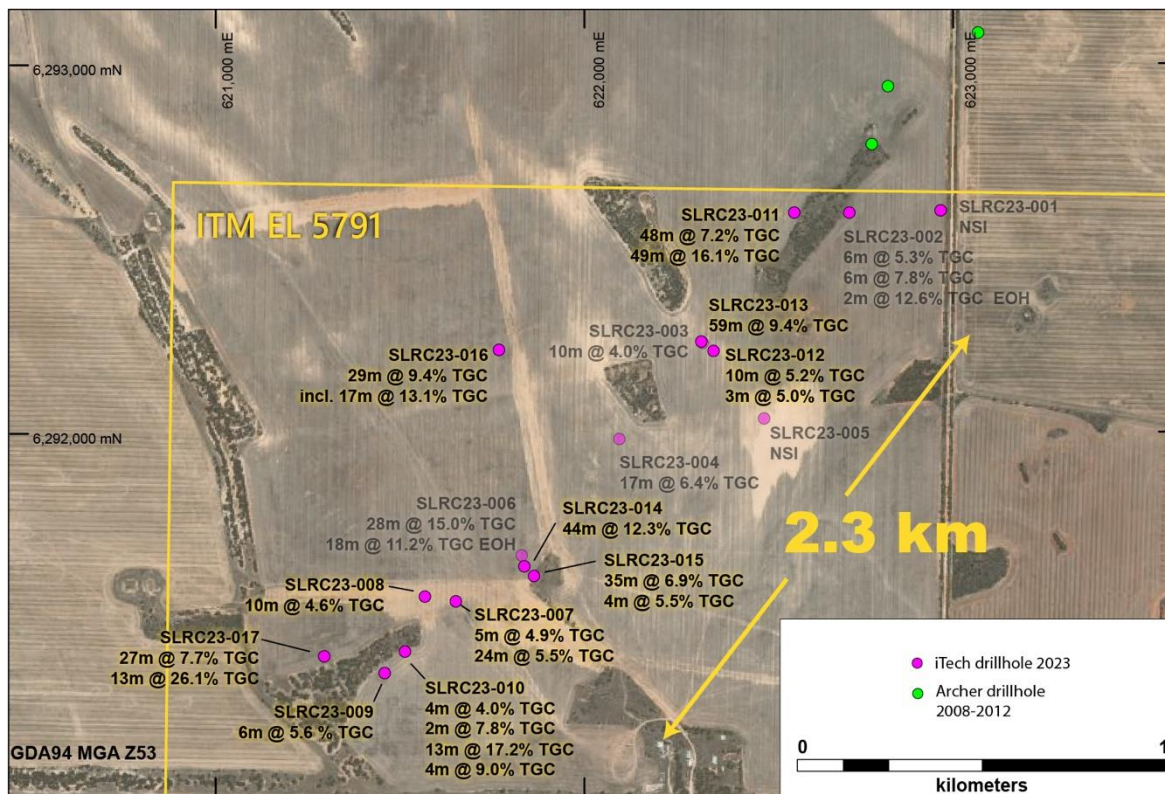 621,000 mE
622,000 mE
623,000 mE
6,293,000 mN
ITM EL 5791
SLRC23-011
48m @ 7.2% TGC
49m @ 16.1% TGC
SLRC23-001
NSI
SLRC23-002
6m @ 5.3% TGC
6m @ 7.8% TGC
2m @ 12.6% TGC EOH
SLRC23-013
59m @ 9.4% TGC
SLRC23-003
10m @ 4.0% TGC
SLRC23-016
29m @ 9.4% TGC
incl. 17m @ 13.1% TGC
SLRC23-012
10m @ 5.2% TGC
3m @ 5.0% TGC
6,292,000 mN
SLRC23-005
NSI
SLRC23-004
17m @ 6.4% TGC
SLRC23-006
28m @ 15.0% TGC
18m @ 11.2% TGC EOH
SLRC23-014
44m @ 12.3% TGC
2.3 km
SLRC23-015
35m @ 6.9% TGC
4m @ 5.5% TGC
SLRC23-008
10m @ 4.6% TGC
SLRC23-007
5m @ 4.9% TGC
24m @ 5.5% TGC
SLRC23-017
27m @ 7.7% TGC
13m @ 26.1% TGC
SLRC23-009
6m @ 5.6 % TGC
SLRC23-010
4m @ 4.0% TGC
2m @ 7.8% TGC
13m @ 17.2% TGC
4m @ 9.0% TGC
GDA94 MGA Z53
iTech drillhole 2023
Archer drillhole
2008-2012
0
1
kilometers